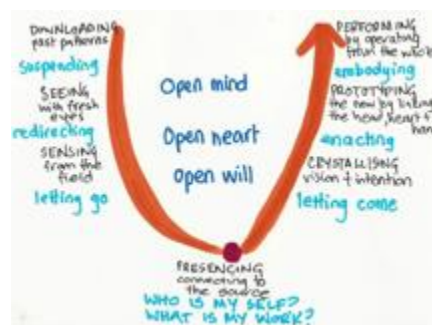 DOWNLOADING
past patterns
suspending
SEEING
with fresh
eyes
redirecting
SENSING
from the
field
letting go
Open mind
Open heart
Open will
PRESENCING
connecting to
the source
WHO IS MY SELF?
WHAT IS MY WORK?
PERFORMING
by operating
from the whole
embodying
PROTOTYPING
the new by linking
the head, heart &
hand
enacting
CRYSTALLISING
vision + intention
letting come